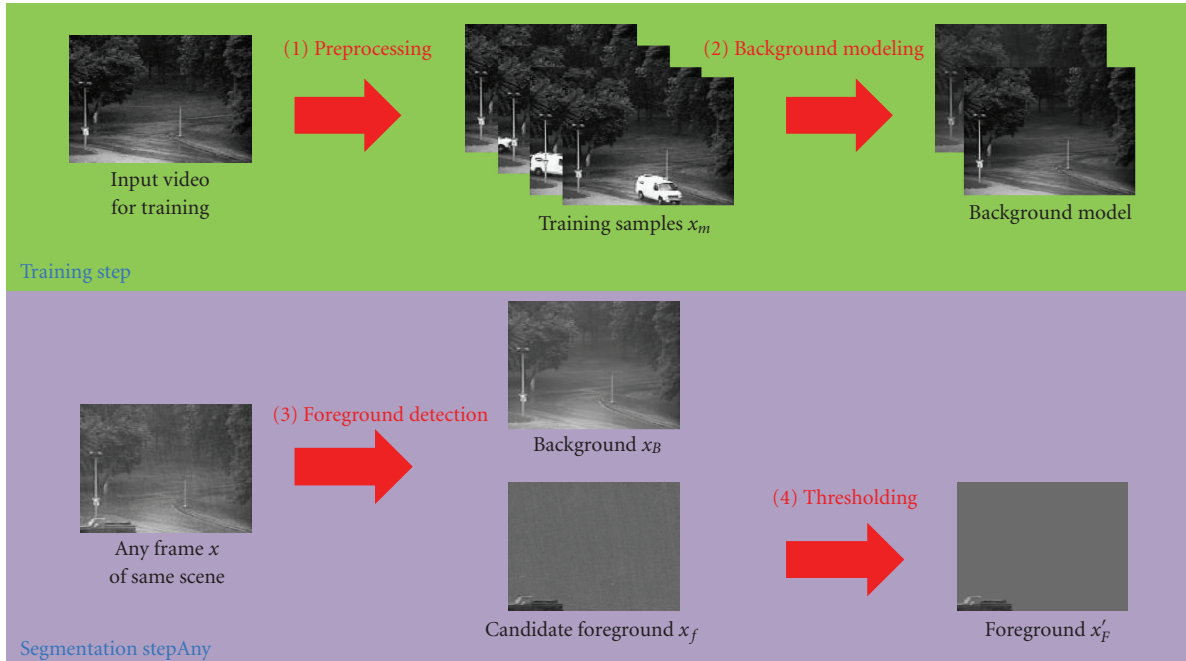 (1) Preprocessing
(2) Background modeling
Input video
for training
Training samples x_m
Background model
Training step
(3) Foreground detection
Background x_B
(4) Thresholding
Any frame x
of same scene
Candidate foreground x_f
Foreground x′_F
Segmentation stepAny